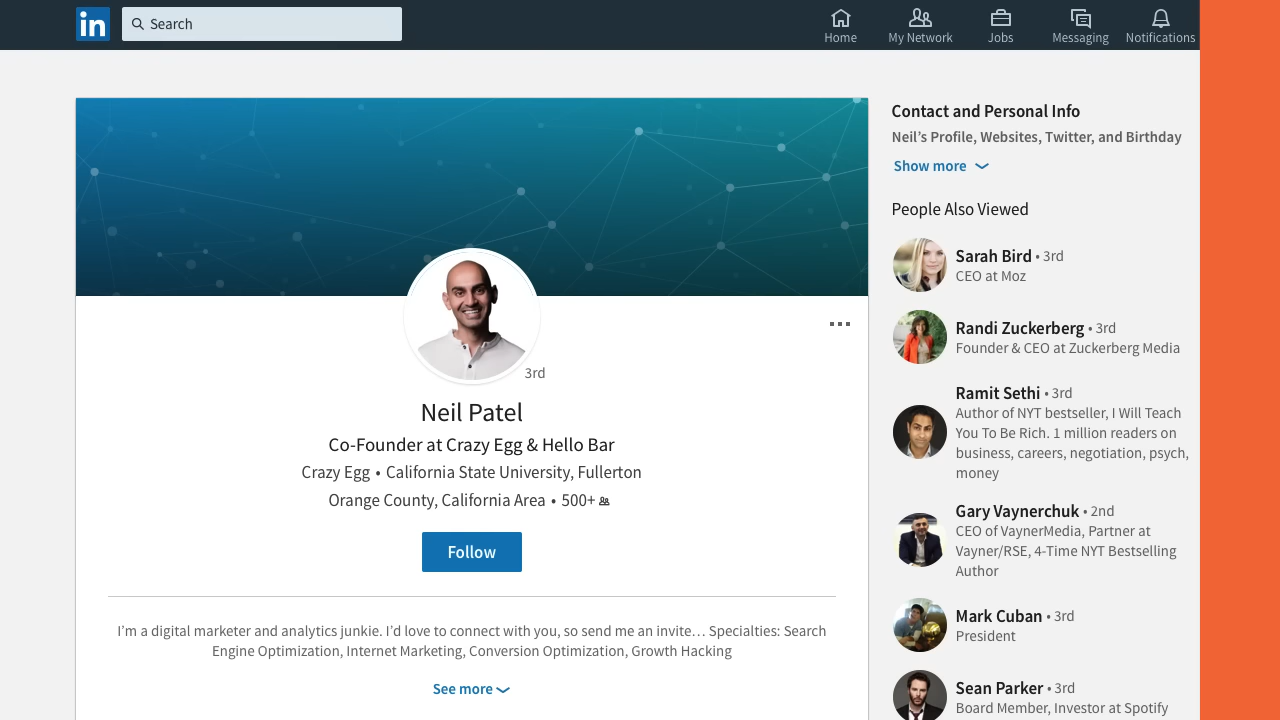 in
Search
Home
My Network
Jobs
Messaging
Notifications
3rd
Neil Patel
Co-Founder at Crazy Egg & Hello Bar
Crazy Egg • California State University, Fullerton
Orange County, California Area • 500+
Follow
I’m a digital marketer and analytics junkie. I’d love to connect with you, so send me an invite… Specialties: Search
Engine Optimization, Internet Marketing, Conversion Optimization, Growth Hacking
See more
Contact and Personal Info
Neil’s Profile, Websites, Twitter, and Birthday
Show more
People Also Viewed
Sarah Bird • 3rd
CEO at Moz
Randi Zuckerberg • 3rd
Founder & CEO at Zuckerberg Media
Ramit Sethi • 3rd
Author of NYT bestseller, I Will Teach
You To Be Rich. 1 million readers on
business, careers, negotiation, psych,
money
Gary Vaynerchuk • 2nd
CEO of VaynerMedia, Partner at
Vayner/RSE, 4-Time NYT Bestselling
Author
Mark Cuban • 3rd
President
Sean Parker • 3rd
Board Member, Investor at Spotify